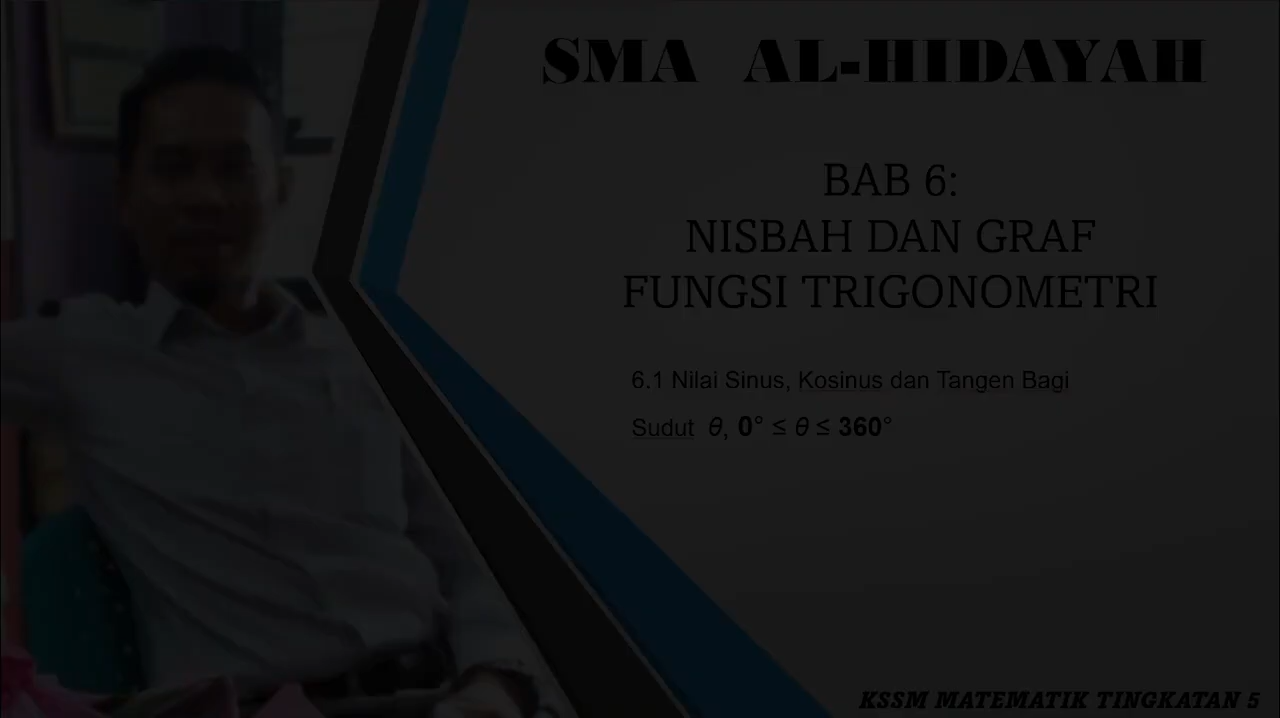 SMA AL-HIDAYAH
BAB 6:
NISBAH DAN GRAF
FUNGSI TRIGONOMETRI
6.1 Nilai Sinus, Kosinus dan Tangen Bagi
Sudut θ, 0° ≤ θ ≤ 360°
KSSM MATEMATIK TINGKATAN 5